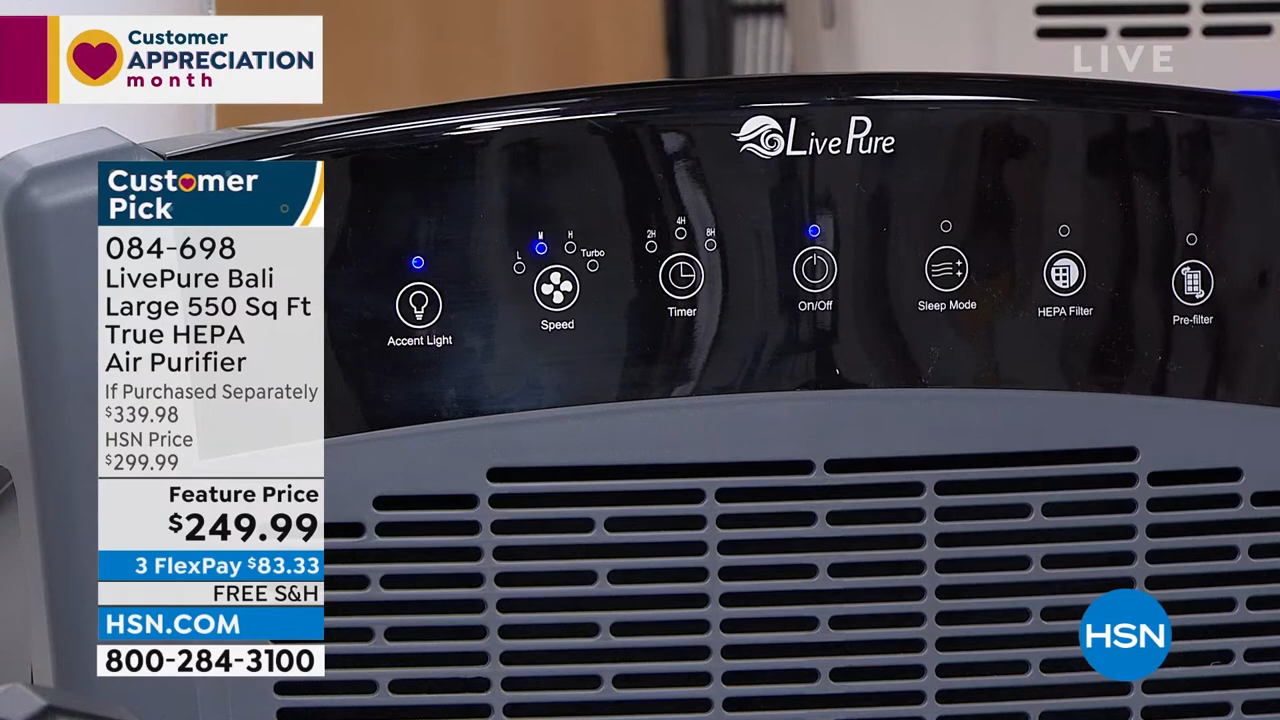 Customer
APPRECIATION
month
LIVE
Customer
Pick
084-698
LivePure Bali
Large 550 Sq Ft
True HEPA
Air Purifier
If Purchased Separately
$339.98
HSN Price
$299.99
Feature Price
$249.99
3 FlexPay $83.33
FREE S&H
HSN.COM
800-284-3100
LivePure
L M H Turbo
2H 4H 8H
Accent Light
Speed
Timer
On/Off
Sleep Mode
HEPA Filter
Pre-filter
HSN